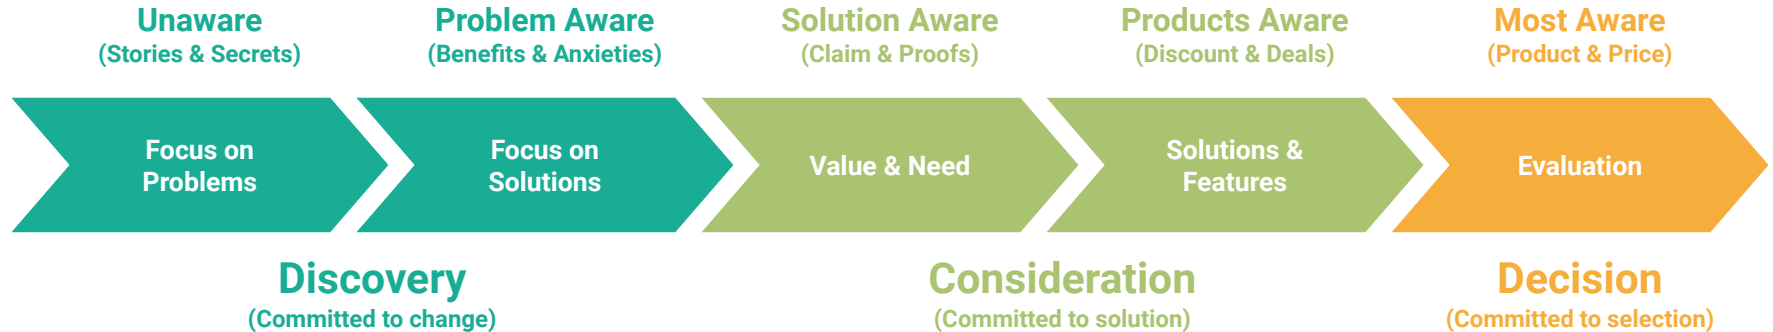 Unaware
(Stories & Secrets)
Problem Aware
(Benefits & Anxieties)
Solution Aware
(Claim & Proofs)
Products Aware
(Discount & Deals)
Most Aware
(Product & Price)
Focus on
Problems
Focus on
Solutions
Value & Need
Solutions &
Features
Evaluation
Discovery
(Committed to change)
Consideration
(Committed to solution)
Decision
(Committed to selection)